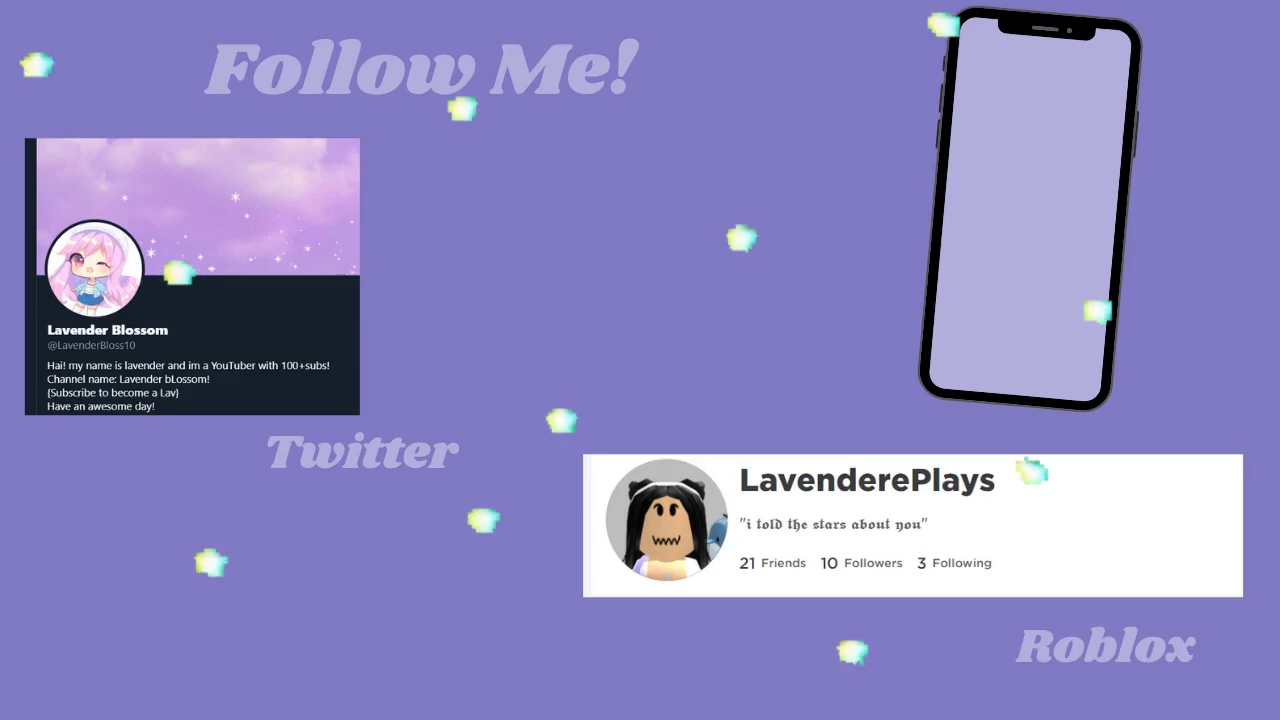 Follow Me!
Lavender Blossom
@LavenderBloss10
Hai! my name is lavender and im a YouTuber with 100+subs!
Channel name: Lavender bLossom!
(Subscribe to become a Lav)
Have an awesome day!
Twitter
LavenderePlays
"i told the stars about you"
21 Friends 10 Followers 3 Following
Roblox